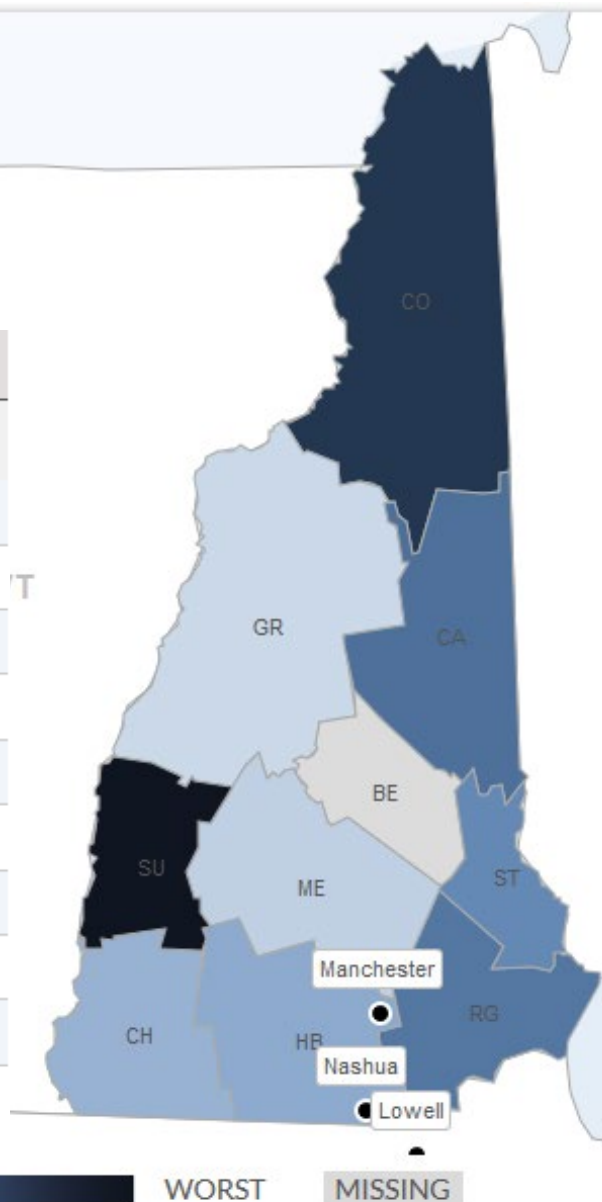 CO
T
GR
CA
BE
SU
ME
ST
Manchester
CH
HB
RG
Nashua
Lowell
WORST
MISSING